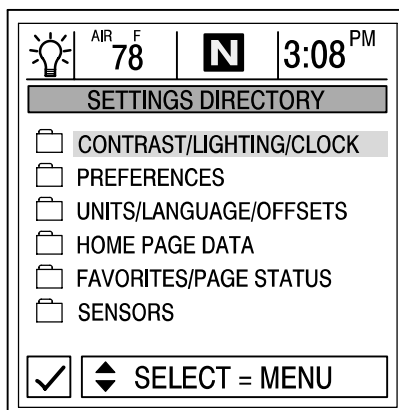 AIR F
78
N
3:08 PM
SETTINGS DIRECTORY
CONTRAST/LIGHTING/CLOCK
PREFERENCES
UNITS/LANGUAGE/OFFSETS
HOME PAGE DATA
FAVORITES/PAGE STATUS
SENSORS
SELECT = MENU